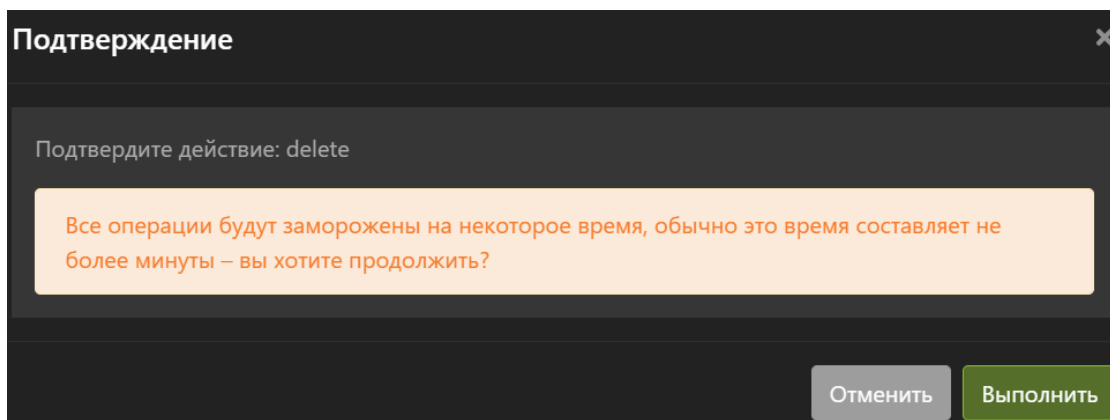 Подтверждение
Подтвердите действие: delete
Все операции будут заморожены на некоторое время, обычно это время составляет не
более минуты – вы хотите продолжить?
Отменить
Выполнить